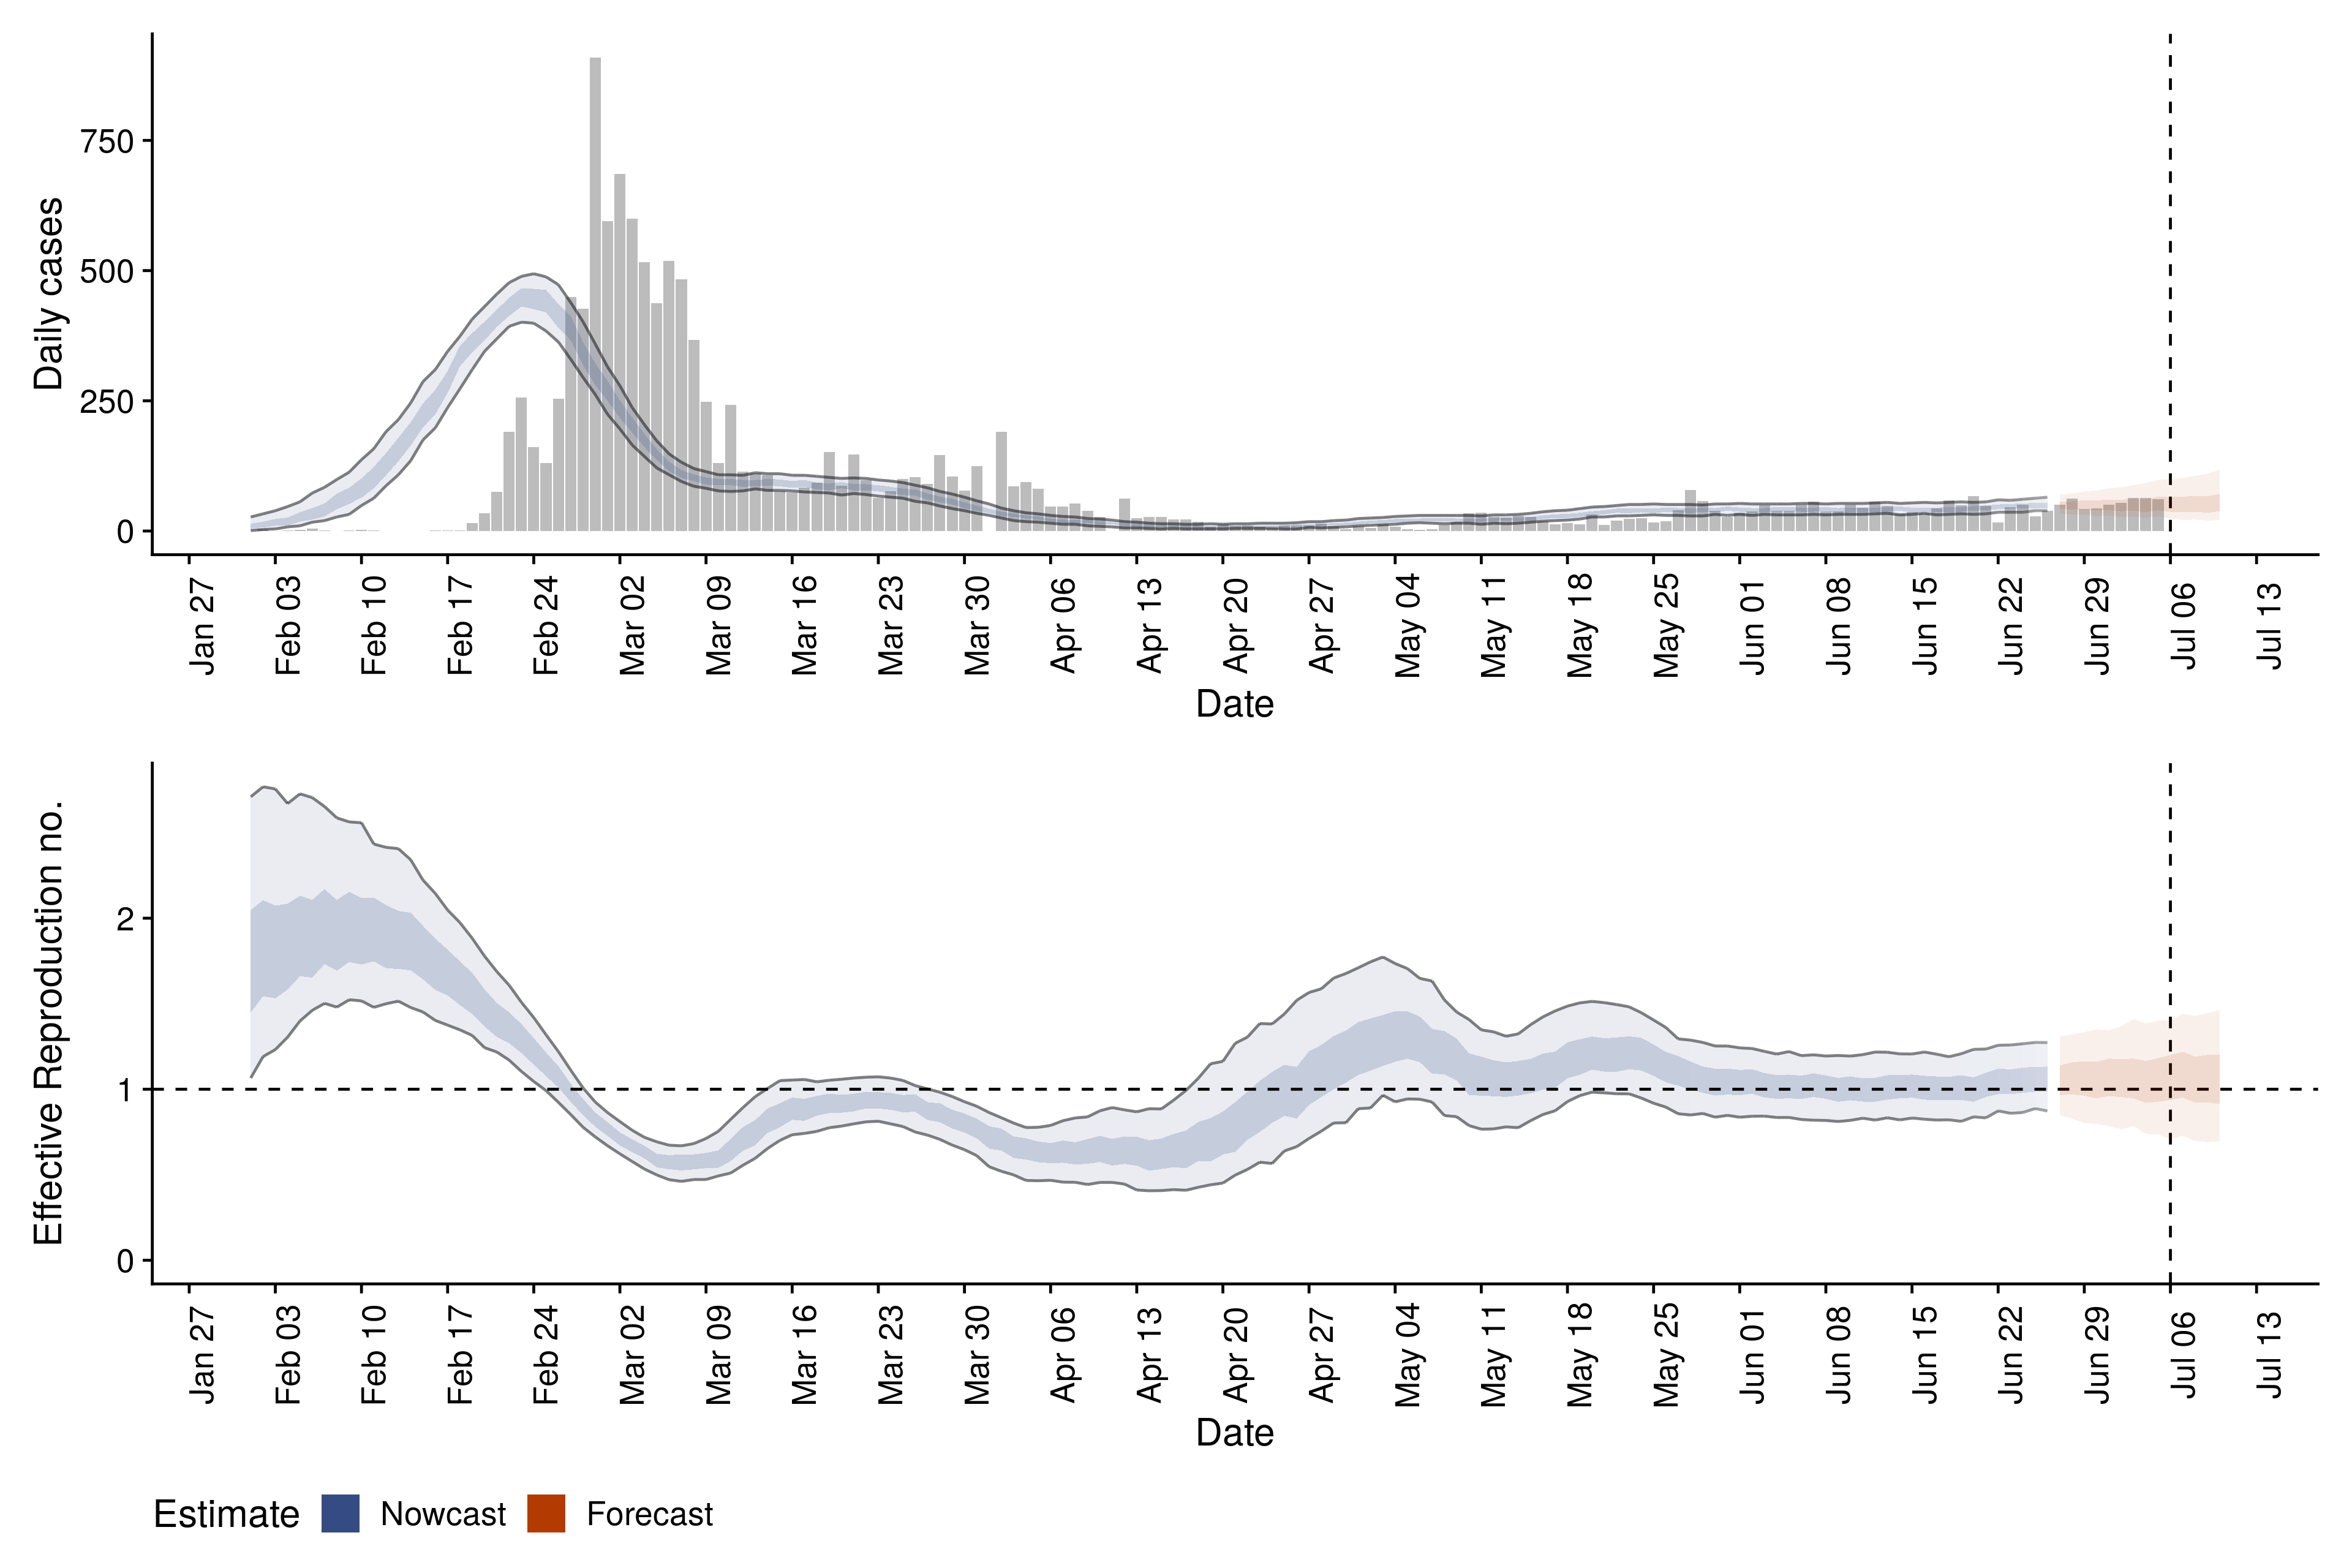 Daily cases
750
500
250
0
Jan 27 Feb 03 Feb 10 Feb 17 Feb 24 Mar 02 Mar 09 Mar 16 Mar 23 Mar 30 Apr 06 Apr 13 Apr 20 Apr 27 May 04 May 11 May 18 May 25 Jun 01 Jun 08 Jun 15 Jun 22 Jun 29 Jul 06 Jul 13
Date
Effective Reproduction no.
2
1
0
Jan 27 Feb 03 Feb 10 Feb 17 Feb 24 Mar 02 Mar 09 Mar 16 Mar 23 Mar 30 Apr 06 Apr 13 Apr 20 Apr 27 May 04 May 11 May 18 May 25 Jun 01 Jun 08 Jun 15 Jun 22 Jun 29 Jul 06 Jul 13
Date
Estimate Nowcast Forecast